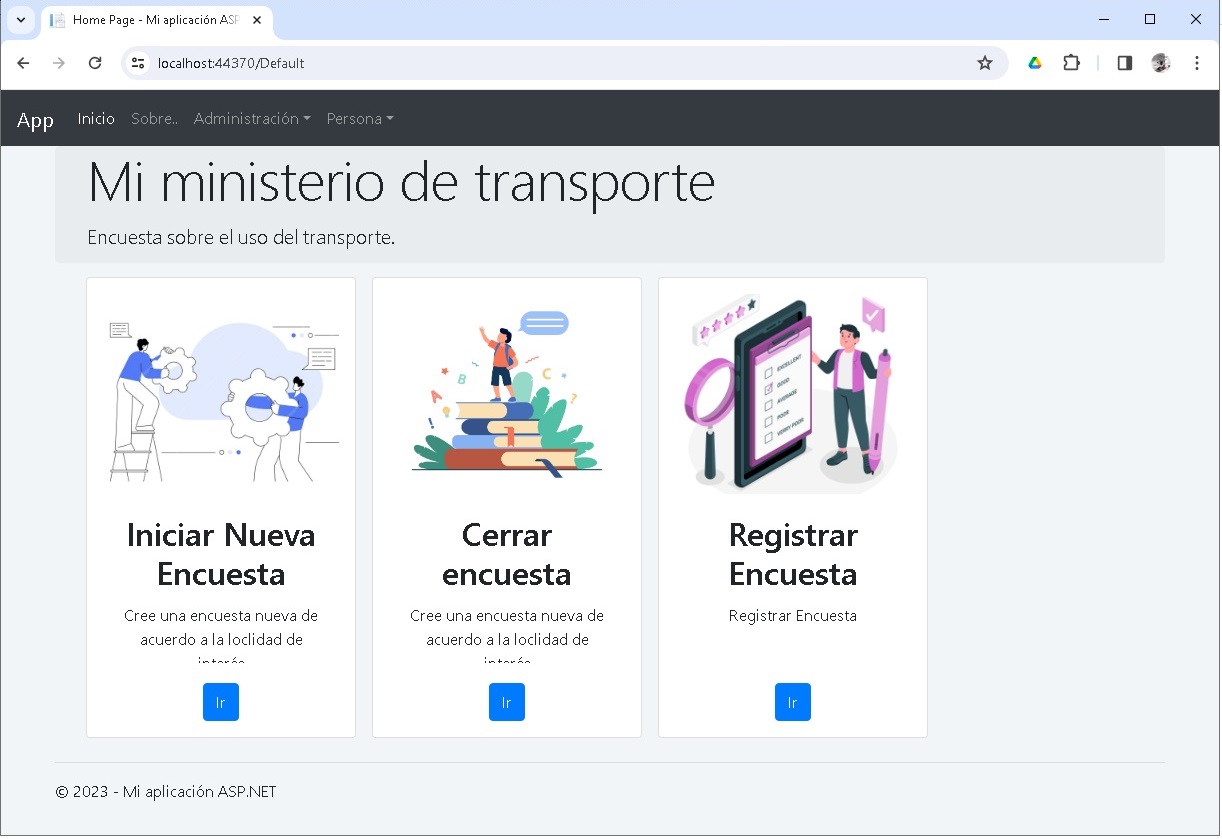 Home Page - Mi aplicación ASP
localhost:44370/Default
App Inicio Sobre.. Administración Persona
Mi ministerio de transporte
Encuesta sobre el uso del transporte.
A B C ?
! ?
EXCELLENT
GOOD
AVERAGE
POOR
VERRY POOR
Iniciar Nueva
Encuesta
Cree una encuesta nueva de
acuerdo a la loclidad de
interés
Ir
Cerrar
encuesta
Cree una encuesta nueva de
acuerdo a la loclidad de
interés
Ir
Registrar
Encuesta
Registrar Encuesta
Ir
© 2023 - Mi aplicación ASP.NET